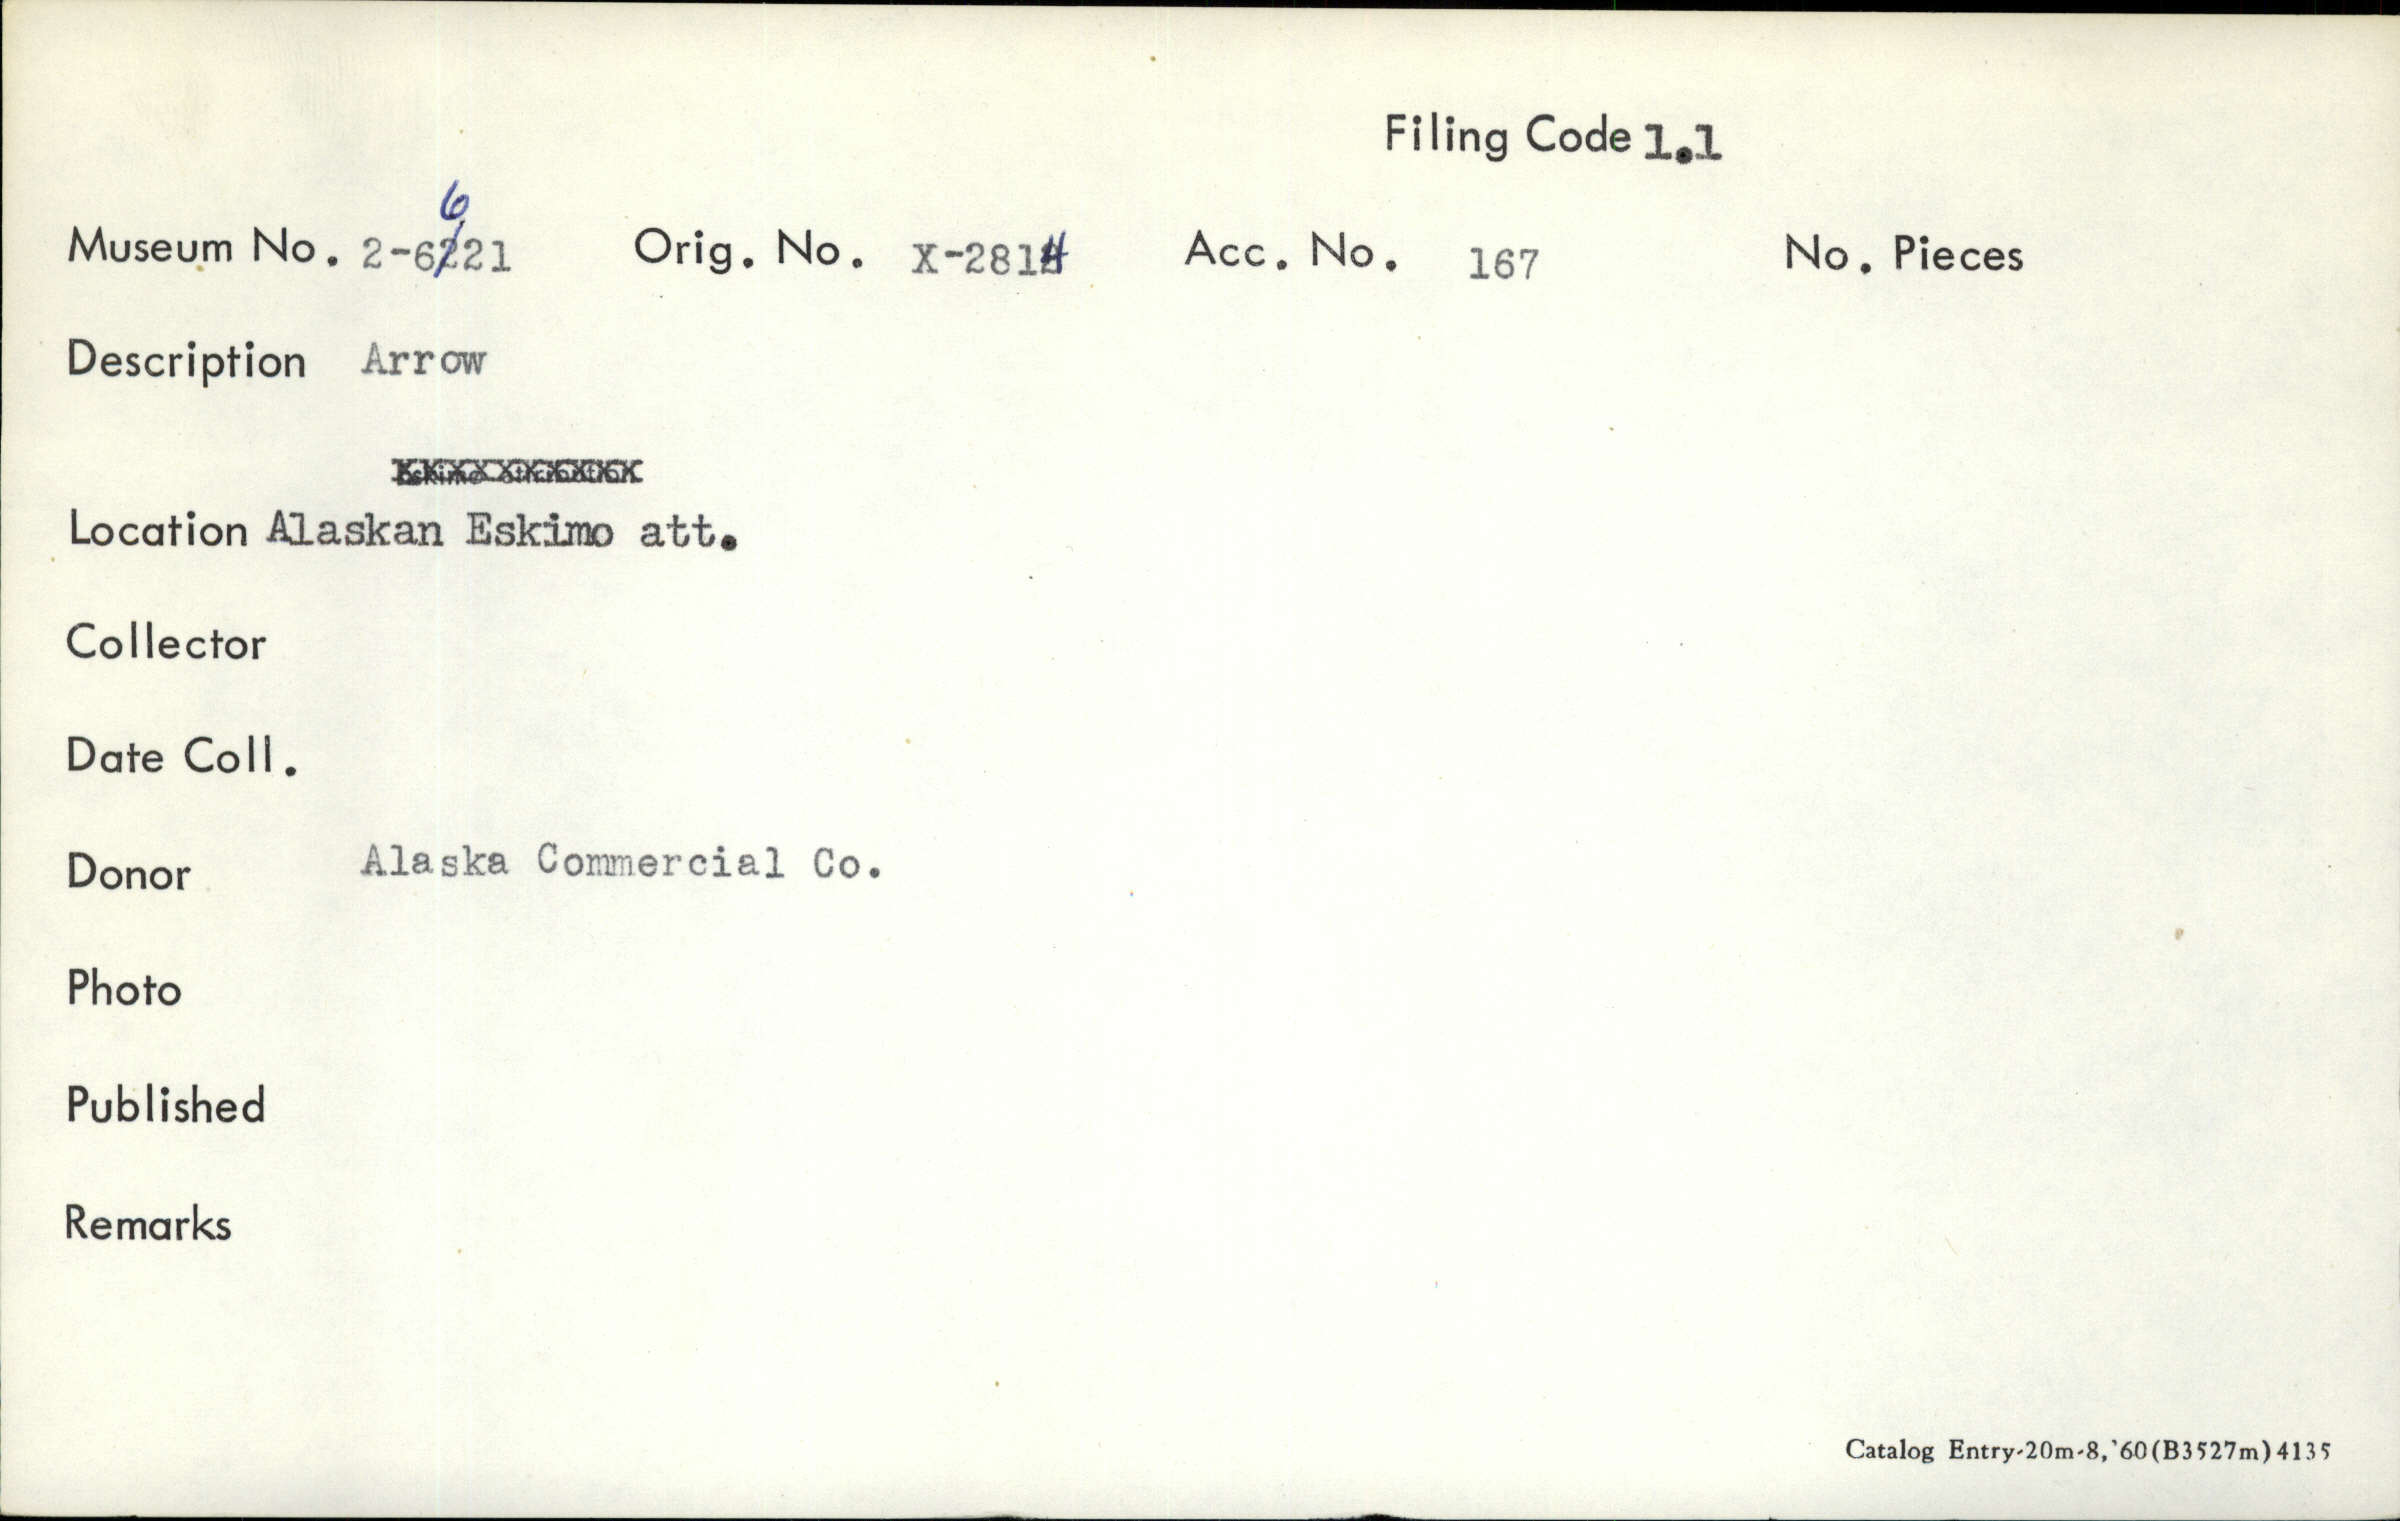 Filing Code 1.1
6
Museum No. 2-6221 Orig. No. X-2814 Acc. No. 167 No. Pieces
Description Arrow
Location Alaskan Eskimo att.
Collector
Date Coll.
Donor Alaska Commercial Co.
Photo
Published
Remarks
Catalog Entry-20m-8,'60(B3527m)4135